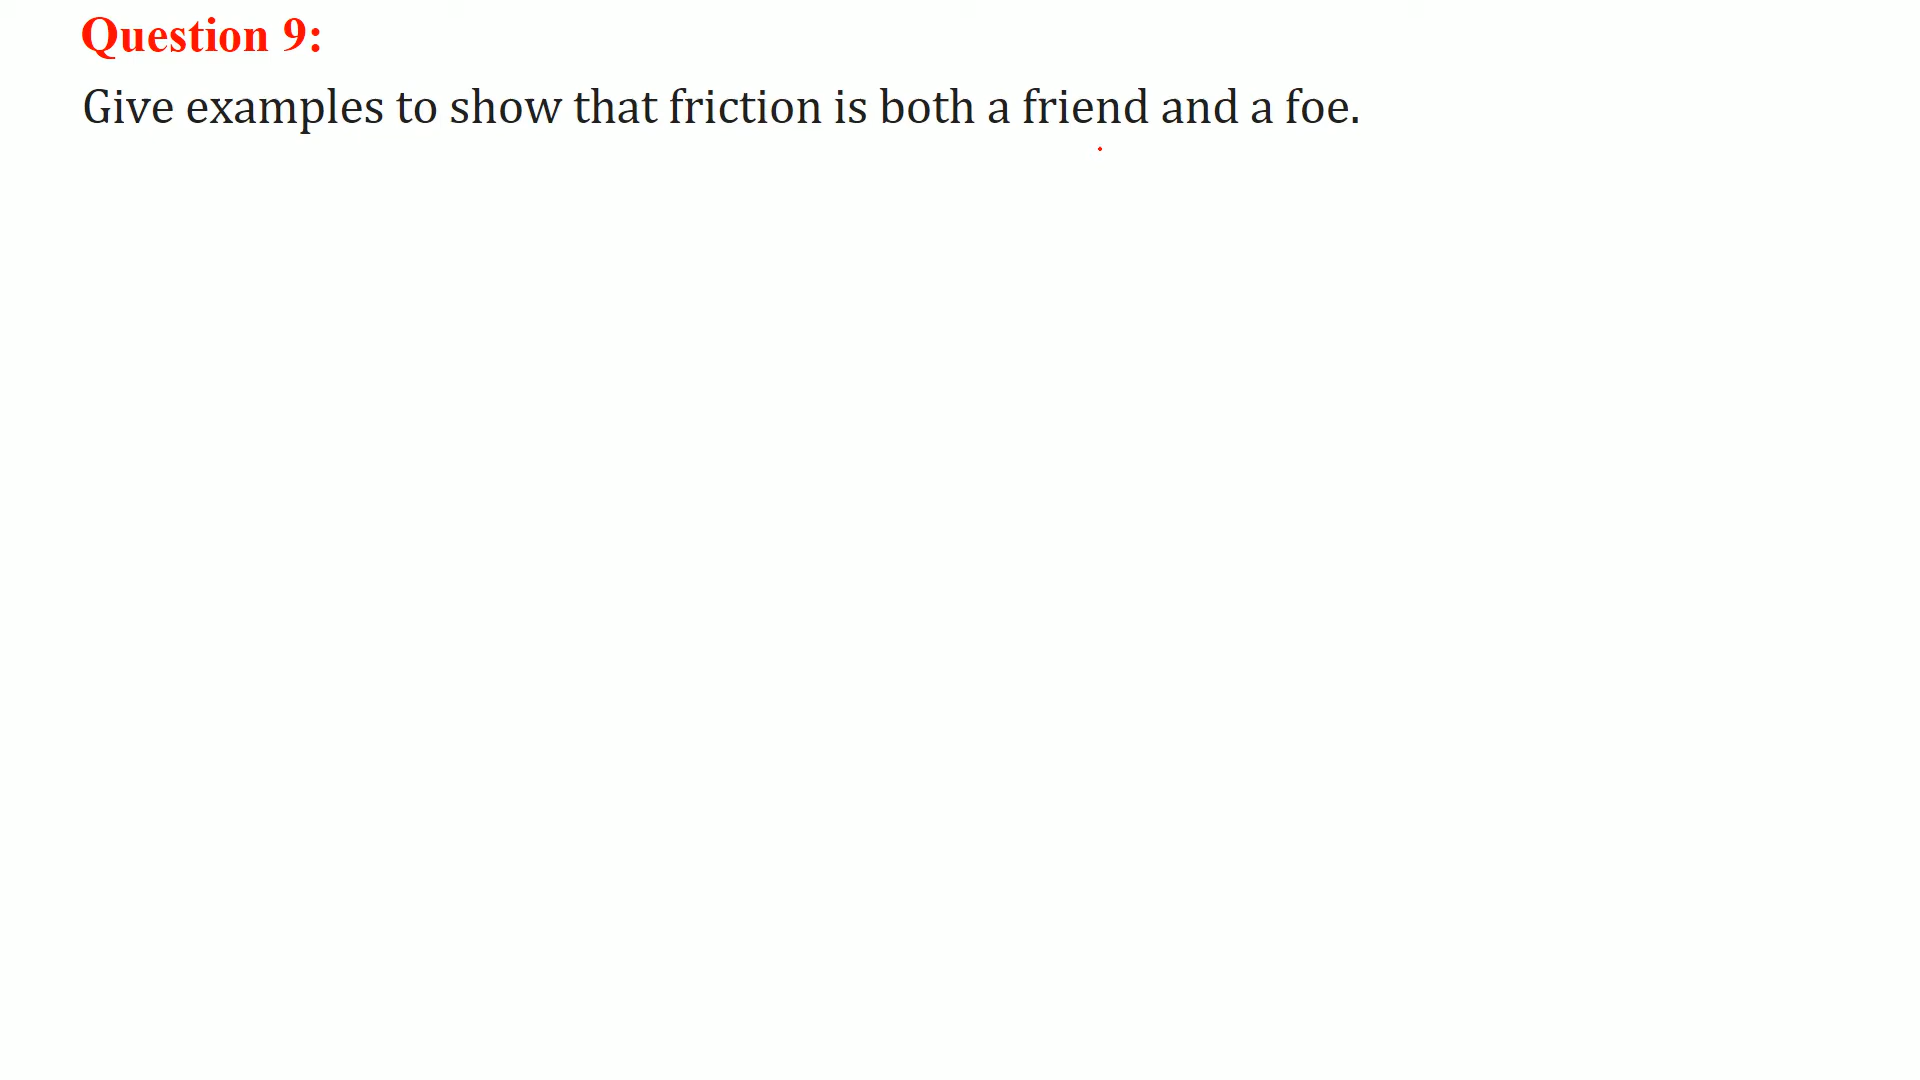 Question 9:
Give examples to show that friction is both a friend and a foe.